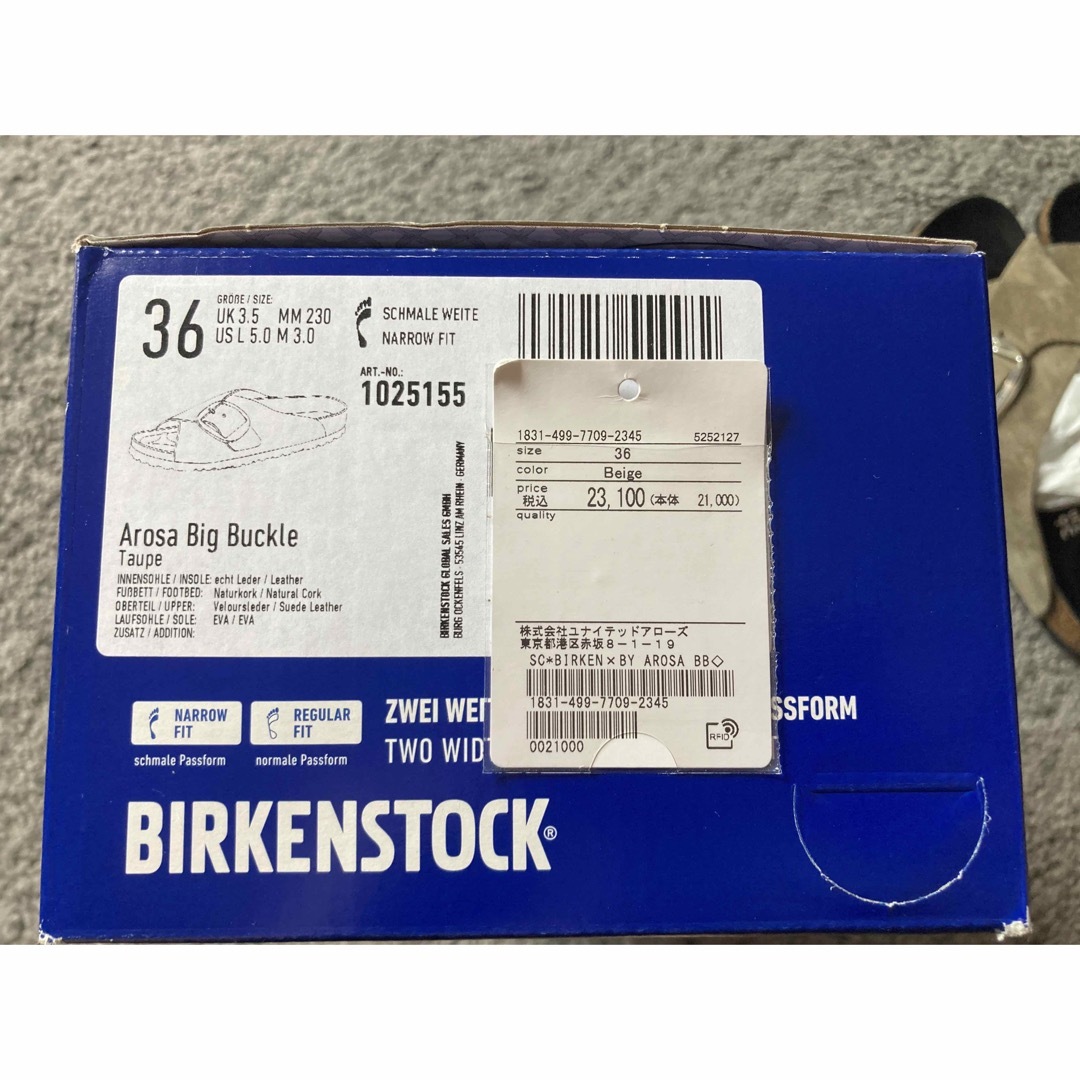 36
GRÖßE / SIZE:
UK 3.5 MM 230
US L 5.0 M 3.0
SCHMALE WEITE
NARROW FIT
ART.-NO.:
1025155
Arosa Big Buckle
Taupe
INNENSOHLE / INSOLE: echt Leder / Leather
FUßBETT / FOOTBED: Naturkork / Natural Cork
OBERTEIL / UPPER: Veloursleder / Suede Leather
LAUFSOHLE / SOLE: EVA / EVA
ZUSATZ / ADDITION:
BIRKENSTOCK GLOBAL SALES GMBH
BURG OCKENFELS · 53545 LINZ AM RHEIN · GERMANY
1831-499-7709-2345 5252127
size 36
color Beige
price
税込 23,100 (本体 21,000)
quality
株式会社ユナイテッドアローズ
東京都港区赤坂8-1-19
SC*BIRKEN×BY AROSA BB◇
1831-499-7709-2345
0021000
RFID
NARROW
FIT
schmale Passform
REGULAR
FIT
normale Passform
ZWEI WEI SSFORM
TWO WID
BIRKENSTOCK®